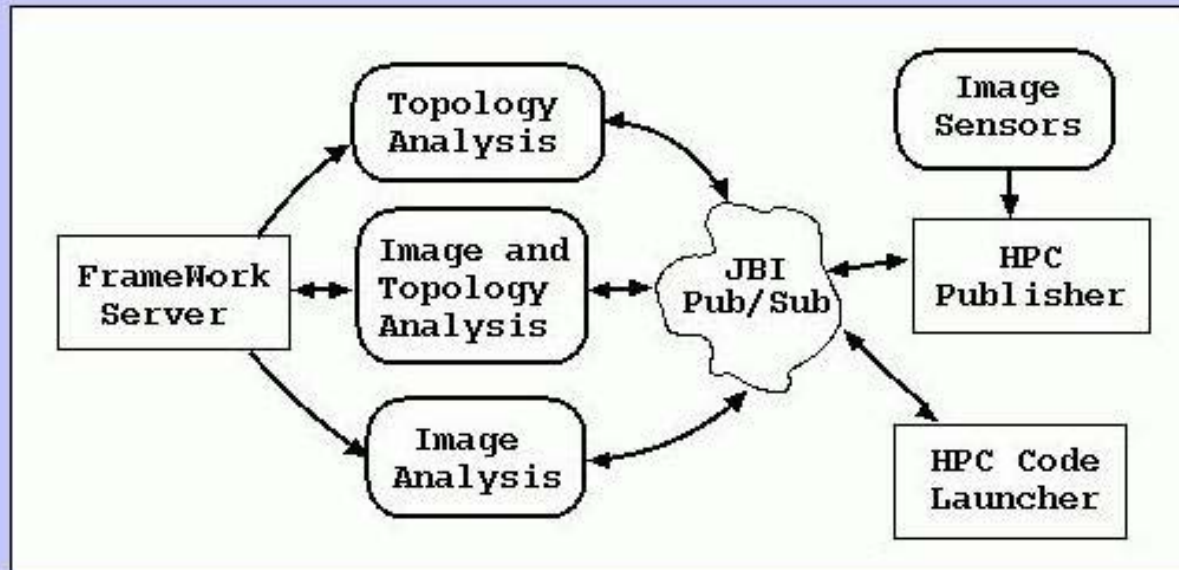 Topology
Analysis
Image
Sensors
FrameWork
Server
Image and
Topology
Analysis
JBI
Pub/Sub
HPC
Publisher
Image
Analysis
HPC Code
Launcher